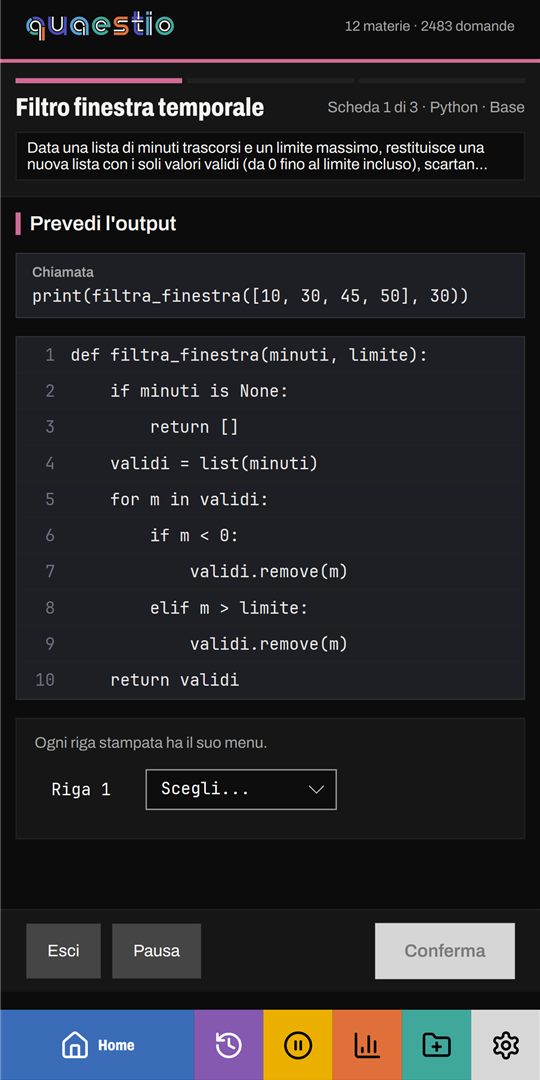 quaestio
12 materie · 2483 domande
Filtro finestra temporale
Scheda 1 di 3 · Python · Base
Data una lista di minuti trascorsi e un limite massimo, restituisce una
nuova lista con i soli valori validi (da 0 fino al limite incluso), scartan...
Prevedi l'output
Chiamata
print(filtra_finestra([10, 30, 45, 50], 30))
1 def filtra_finestra(minuti, limite):
2     if minuti is None:
3         return []
4     validi = list(minuti)
5     for m in validi:
6         if m < 0:
7             validi.remove(m)
8         elif m > limite:
9             validi.remove(m)
10     return validi
Ogni riga stampata ha il suo menu.
Riga 1 Scegli...
Esci Pausa Conferma
Home